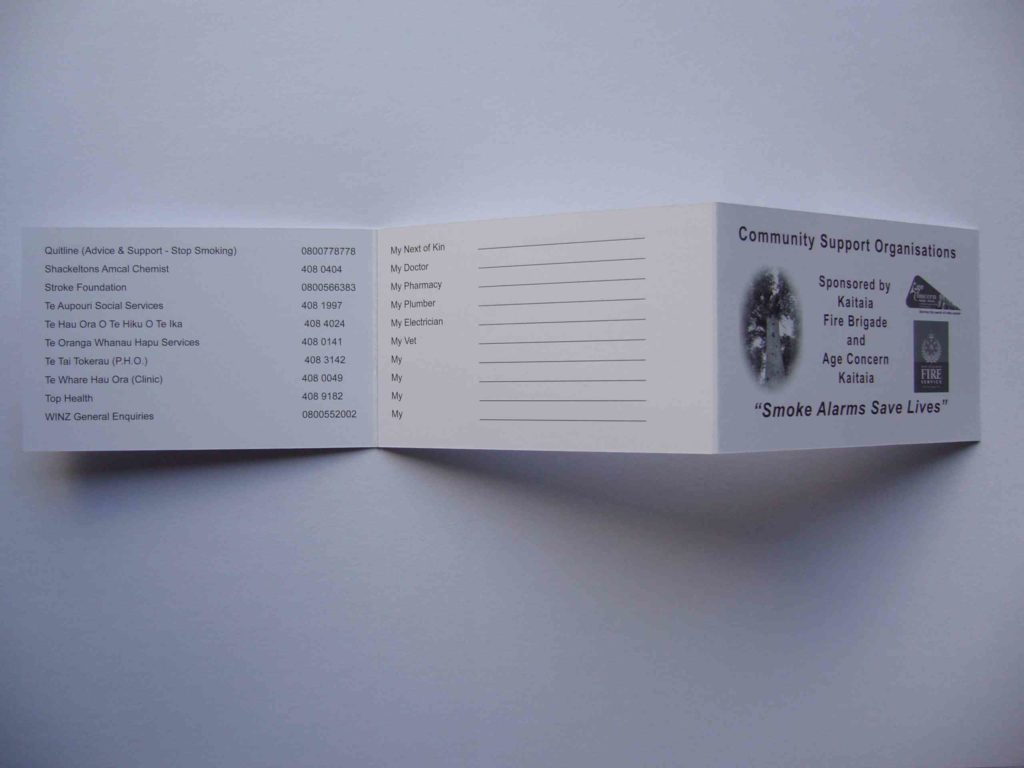 Quitline (Advice & Support - Stop Smoking) 0800778778
Shackeltons Amcal Chemist 408 0404
Stroke Foundation 0800566383
Te Aupouri Social Services 408 1997
Te Hau Ora O Te Hiku O Te Ika 408 4024
Te Oranga Whanau Hapu Services 408 0141
Te Tai Tokerau (P.H.O.) 408 3142
Te Whare Hau Ora (Clinic) 408 0049
Top Health 408 9182
WINZ General Enquiries 0800552002
My Next of Kin
My Doctor
My Pharmacy
My Plumber
My Electrician
My Vet
My
My
My
My
Community Support Organisations
Sponsored by
Kaitaia
Fire Brigade
and
Age Concern
Kaitaia
Age
Concern
FIRE
SERVICE
“Smoke Alarms Save Lives”